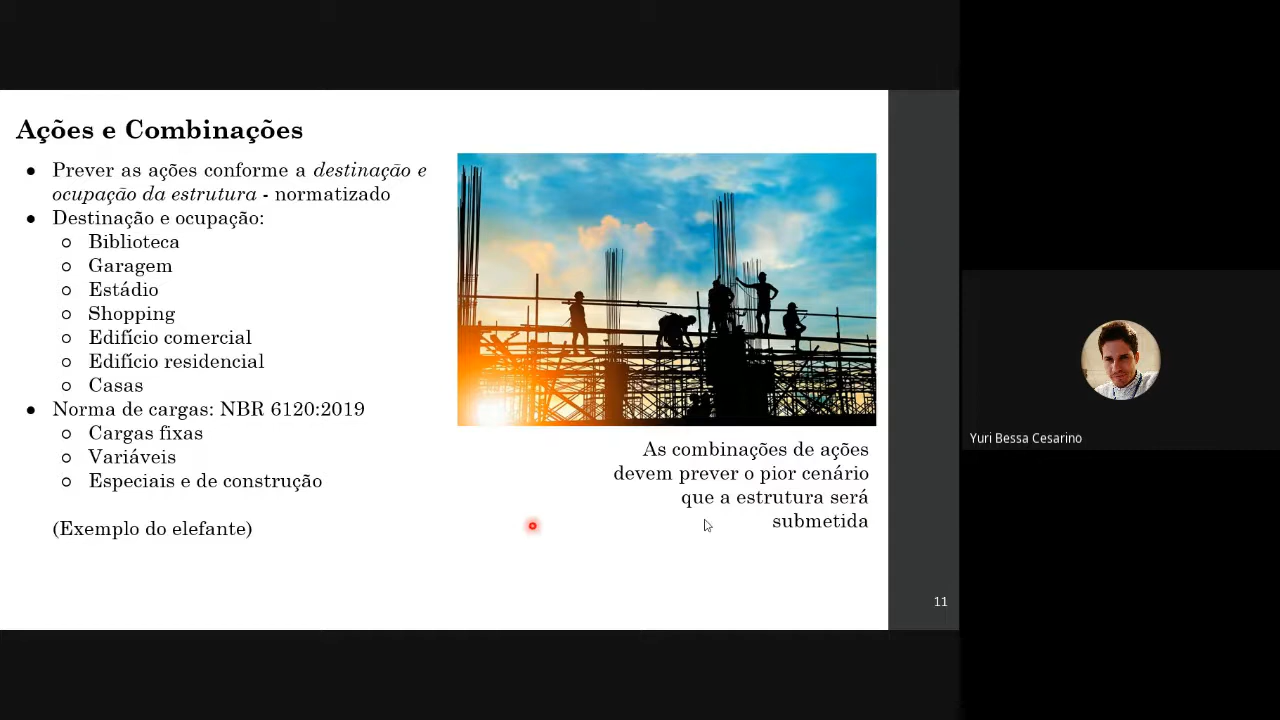 Ações e Combinações
● Prever as ações conforme a destinação e
ocupação da estrutura - normatizado
● Destinação e ocupação:
○ Biblioteca
○ Garagem
○ Estádio
○ Shopping
○ Edifício comercial
○ Edifício residencial
○ Casas
● Norma de cargas: NBR 6120:2019
○ Cargas fixas
○ Variáveis
○ Especiais e de construção
(Exemplo do elefante)
As combinações de ações
devem prever o pior cenário
que a estrutura será
submetida
11
Yuri Bessa Cesarino